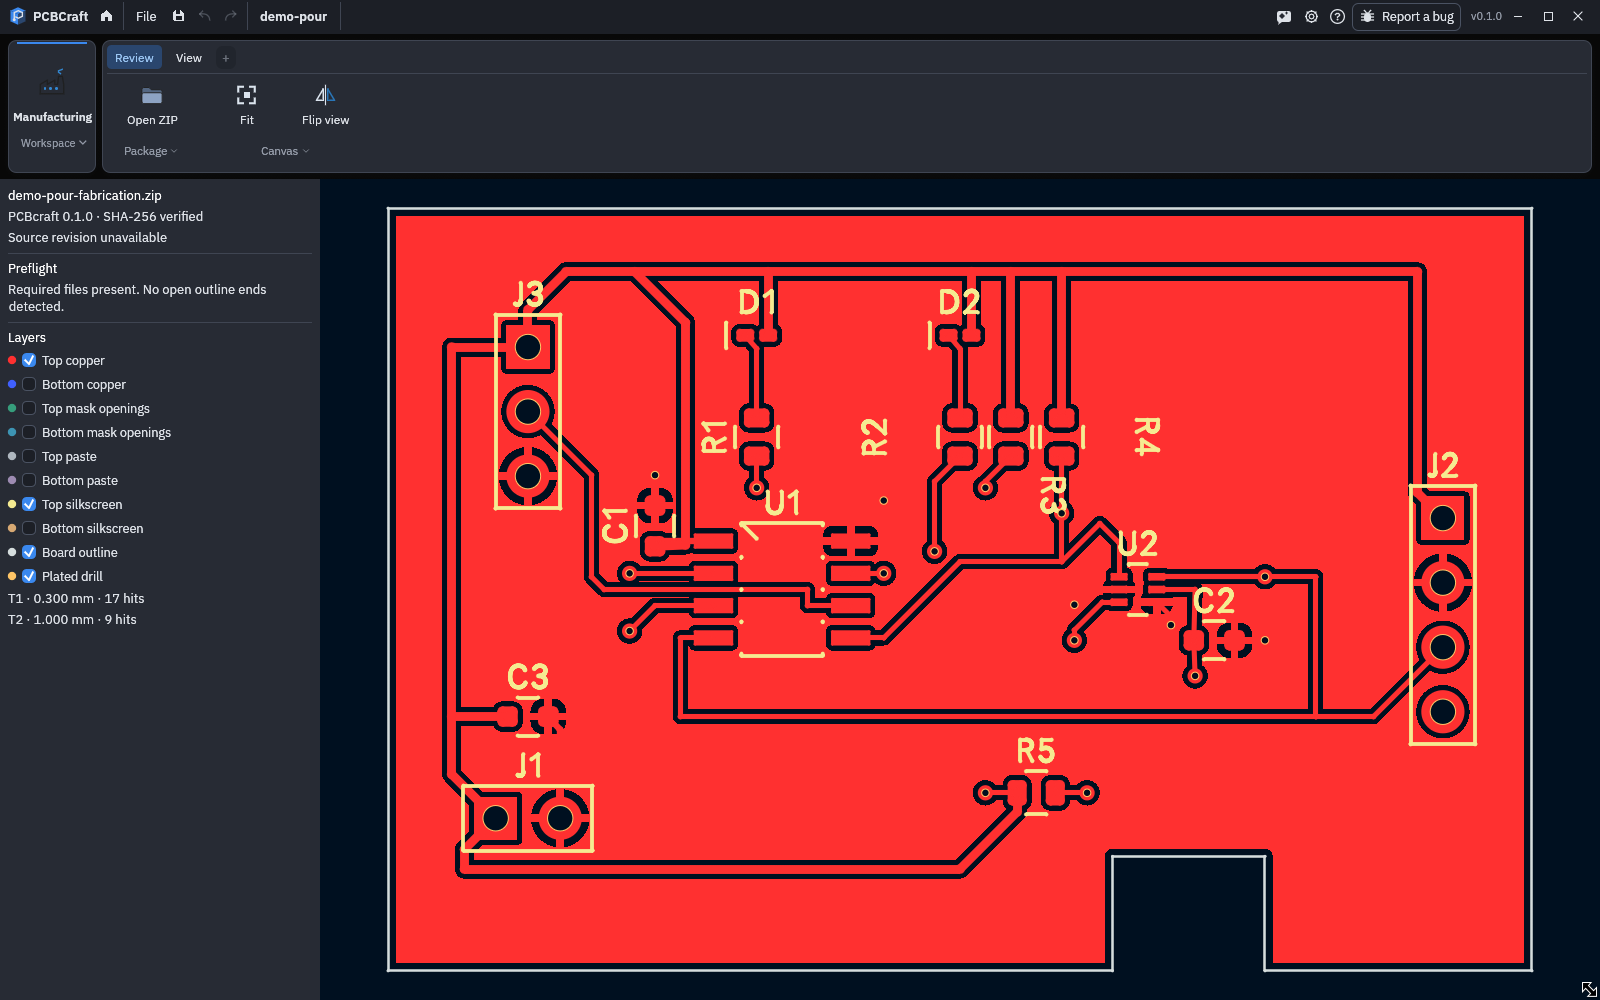 PCBCraft
File
demo-pour
Report a bug
v0.1.0
Review
View
+
Manufacturing
Workspace
Open ZIP
Fit
Flip view
Package
Canvas
demo-pour-fabrication.zip
PCBcraft 0.1.0 · SHA-256 verified
Source revision unavailable
Preflight
Required files present. No open outline ends
detected.
Layers
Top copper
Bottom copper
Top mask openings
Bottom mask openings
Top paste
Bottom paste
Top silkscreen
Bottom silkscreen
Board outline
Plated drill
T1 · 0.300 mm · 17 hits
T2 · 1.000 mm · 9 hits
J3
D1
D2
R1
R2
R4
J2
R3
U1
C1
U2
C2
C3
J1
R5